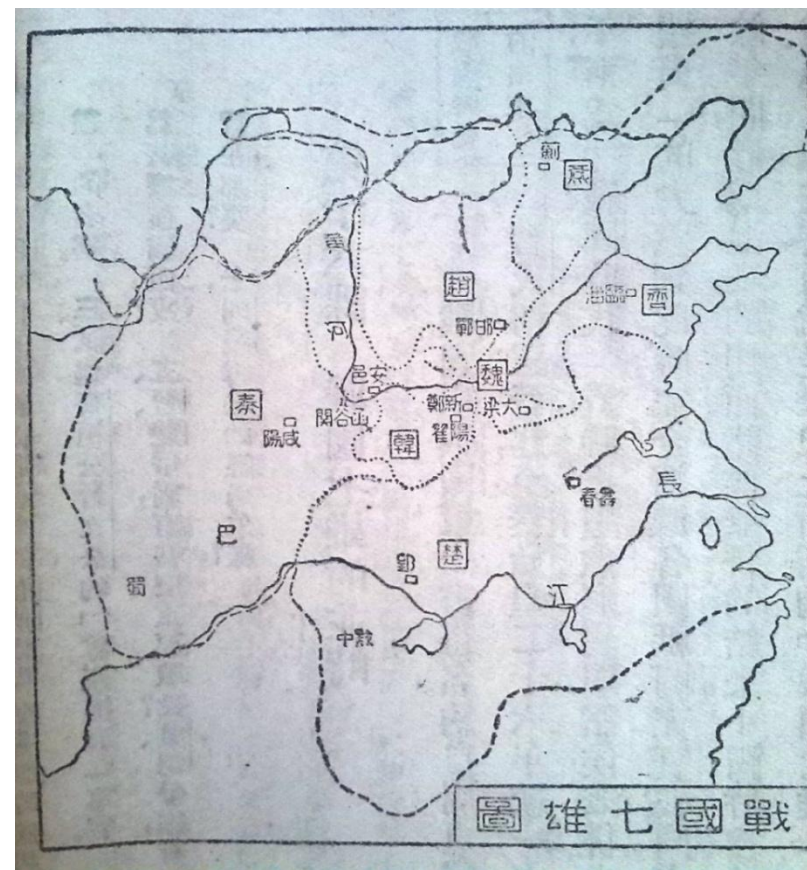 戰國七雄圖
薊
燕
黃
河
趙
齊
臨淄
邯鄲
魏
安邑
函谷関
秦
咸陽
韓
新鄭
陽翟
大梁
壽春
長
江
楚
郢
巴
蜀
黔中